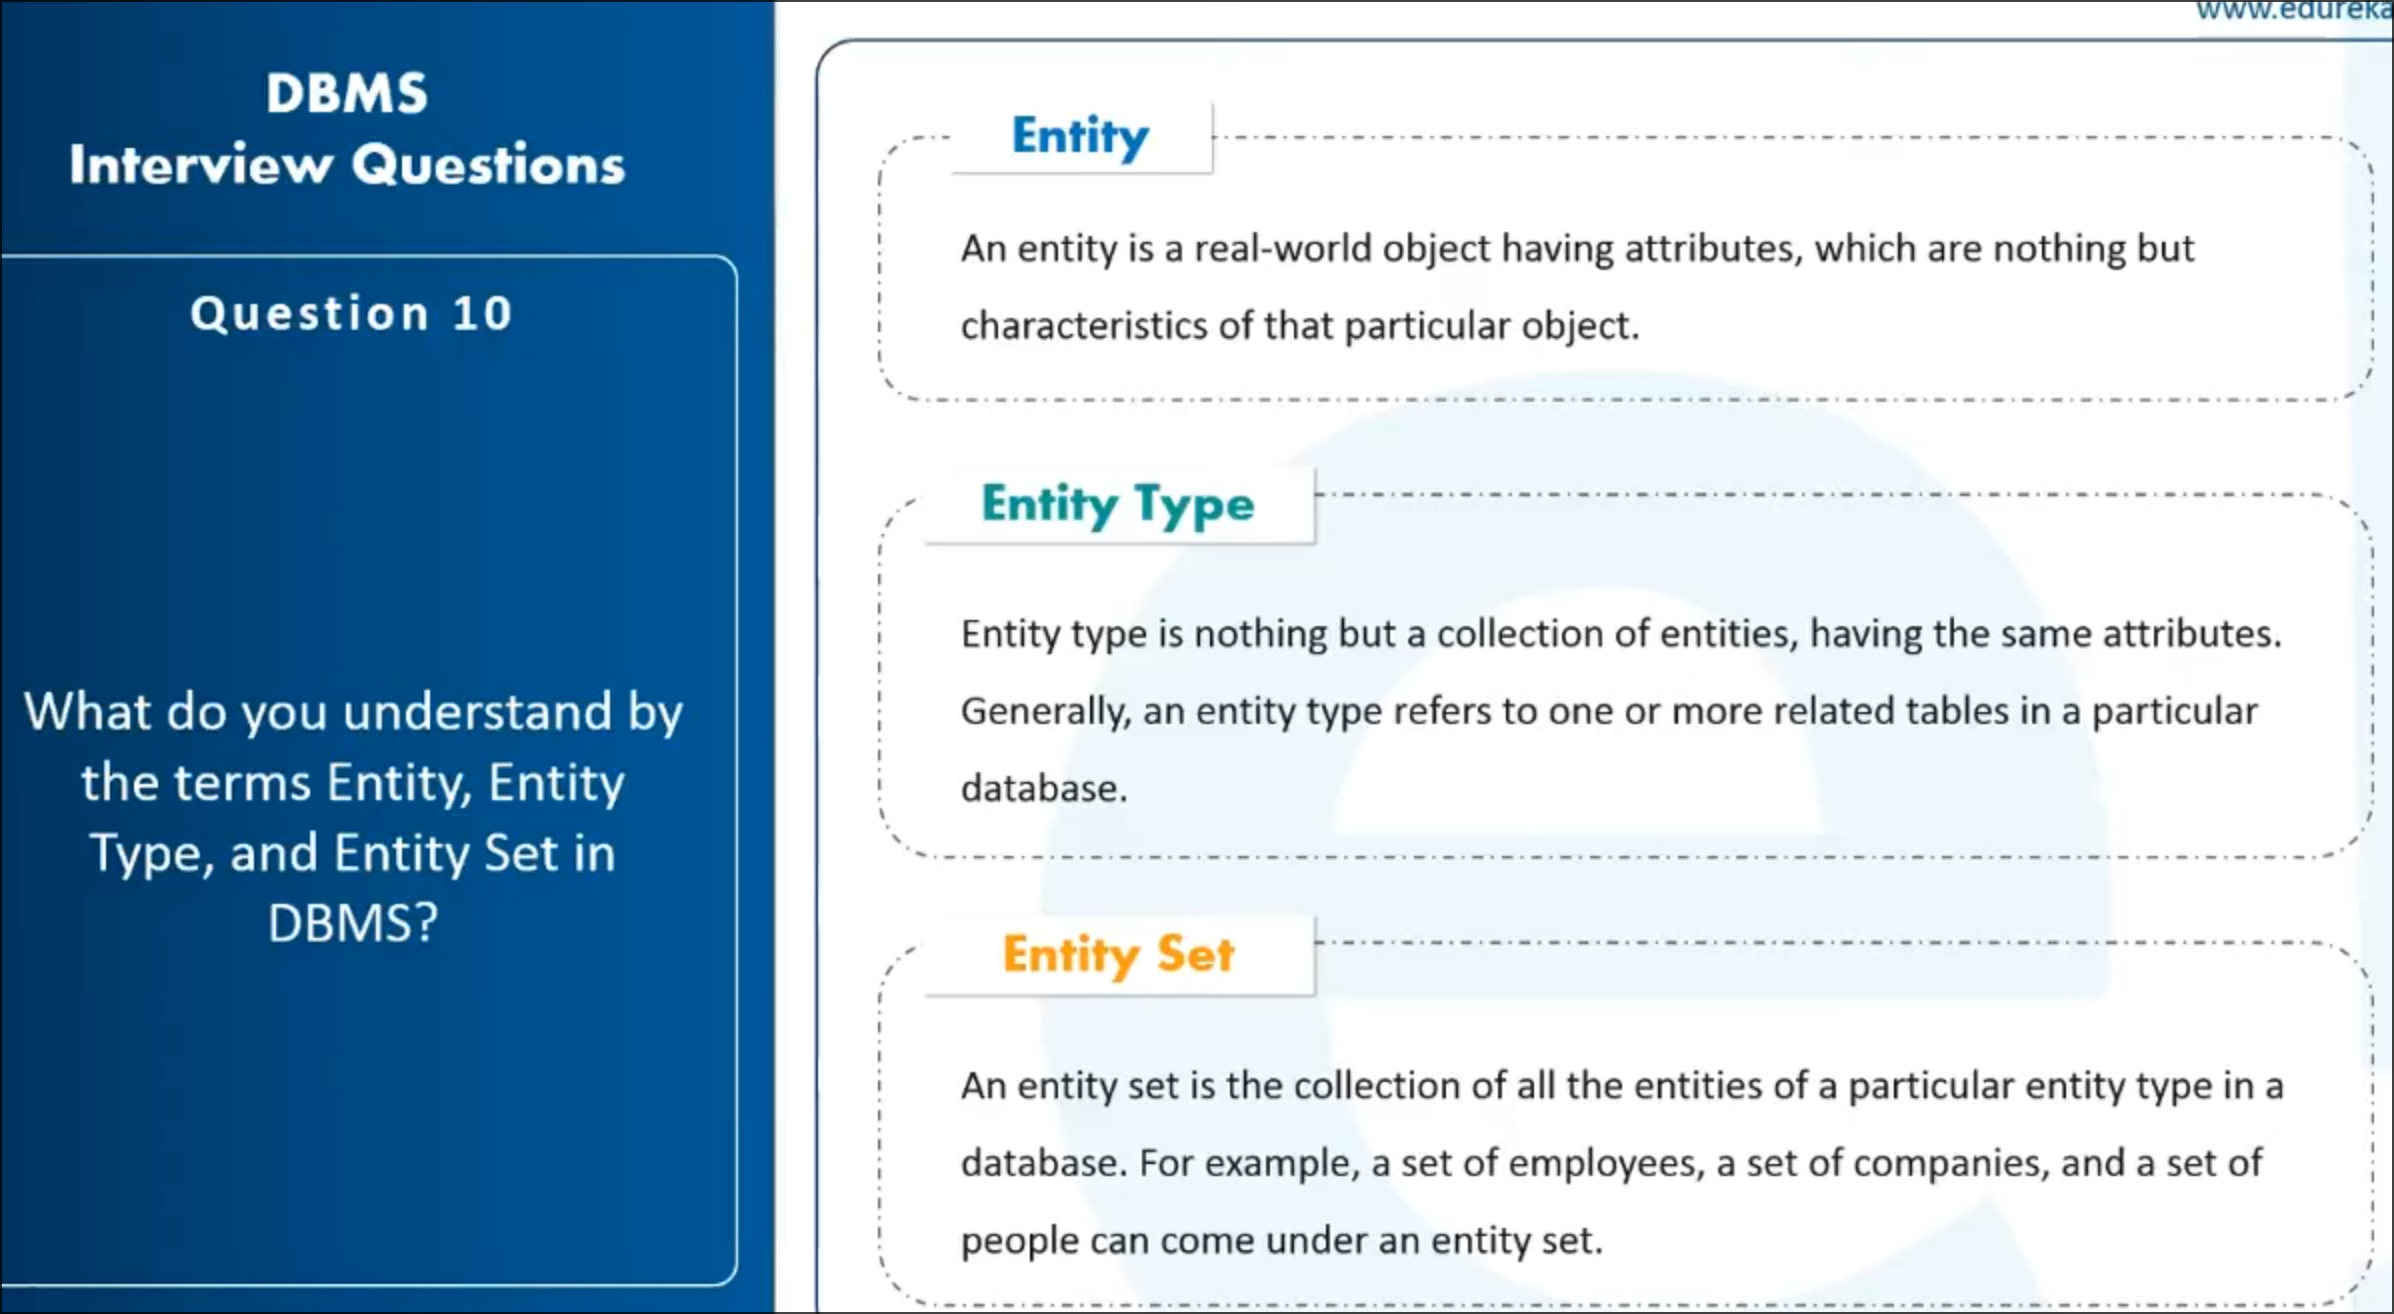 www.edureka
DBMS
Interview Questions
Question 10
What do you understand by
the terms Entity, Entity
Type, and Entity Set in
DBMS?
Entity
An entity is a real-world object having attributes, which are nothing but
characteristics of that particular object.
Entity Type
Entity type is nothing but a collection of entities, having the same attributes.
Generally, an entity type refers to one or more related tables in a particular
database.
Entity Set
An entity set is the collection of all the entities of a particular entity type in a
database. For example, a set of employees, a set of companies, and a set of
people can come under an entity set.